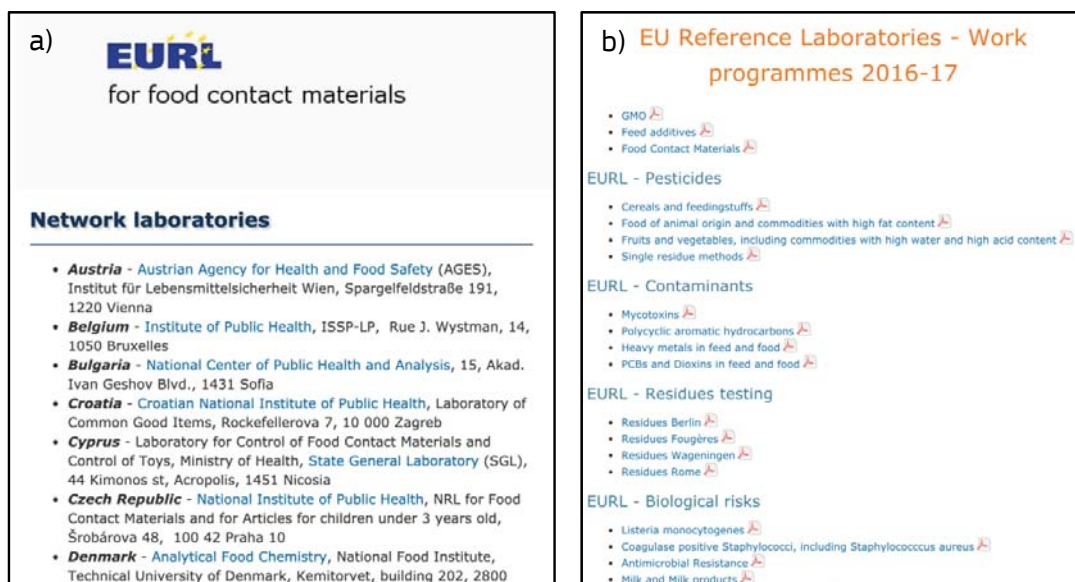 a)
EURL
for food contact materials
Network laboratories
• Austria - Austrian Agency for Health and Food Safety (AGES),
Institut für Lebensmittelsicherheit Wien, Spargelfeldstraße 191,
1220 Vienna
• Belgium - Institute of Public Health, ISSP-LP, Rue J. Wystman, 14,
1050 Bruxelles
• Bulgaria - National Center of Public Health and Analysis, 15, Akad.
Ivan Geshov Blvd., 1431 Sofia
• Croatia - Croatian National Institute of Public Health, Laboratory of
Common Good Items, Rockefellerova 7, 10 000 Zagreb
• Cyprus - Laboratory for Control of Food Contact Materials and
Control of Toys, Ministry of Health, State General Laboratory (SGL),
44 Kimonos st, Acropolis, 1451 Nicosia
• Czech Republic - National Institute of Public Health, NRL for Food
Contact Materials and for Articles for children under 3 years old,
Šrobárova 48, 100 42 Praha 10
• Denmark - Analytical Food Chemistry, National Food Institute,
Technical University of Denmark, Kemitorvet, building 202, 2800
b) EU Reference Laboratories - Work
programmes 2016-17
• GMO
• Feed additives
• Food Contact Materials
EURL - Pesticides
• Cereals and feedingstuffs
• Food of animal origin and commodities with high fat content
• Fruits and vegetables, including commodities with high water and high acid content
• Single residue methods
EURL - Contaminants
• Mycotoxins
• Polycyclic aromatic hydrocarbons
• Heavy metals in feed and food
• PCBs and Dioxins in feed and food
EURL - Residues testing
• Residues Berlin
• Residues Fougères
• Residues Wageningen
• Residues Rome
EURL - Biological risks
• Listeria monocytogenes
• Coagulase positive Staphylococci, including Staphylococccus aureus
• Antimicrobial Resistance
• Milk and Milk products